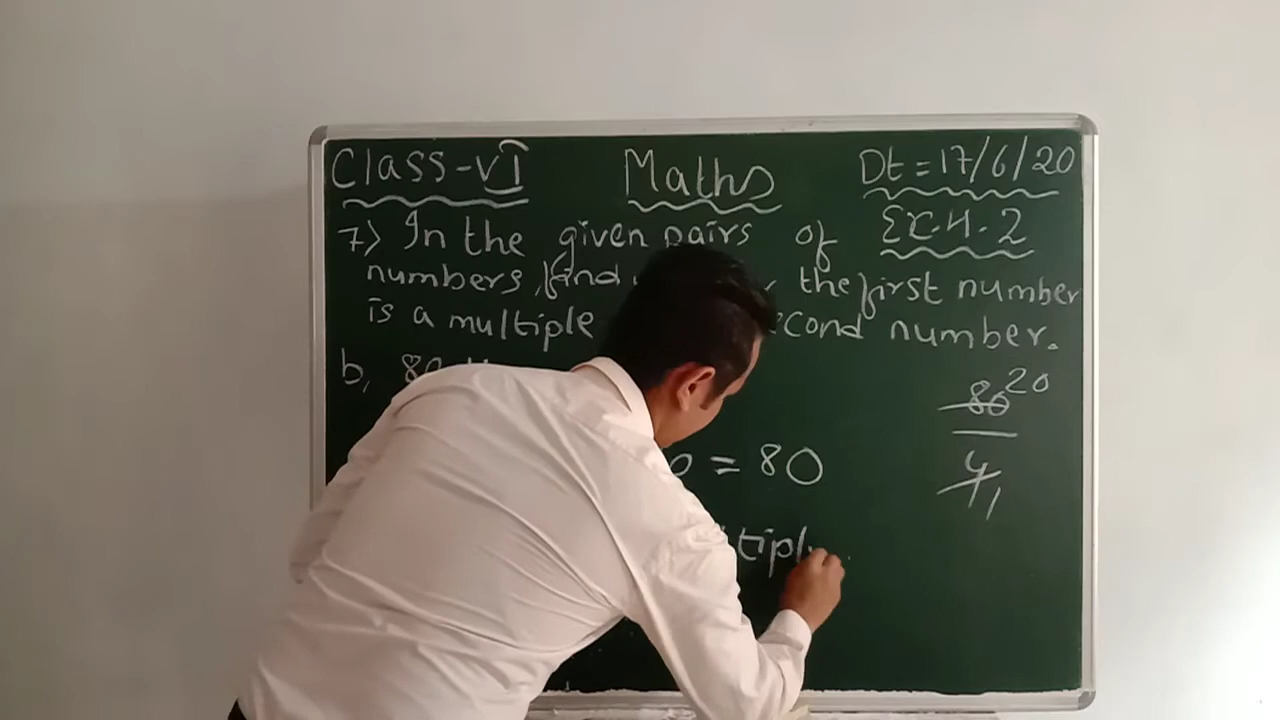 Class-VI Maths Dt=17/6/20
7) In the given pairs of Ex.4.2
numbers, find the first number
is a multiple second number.
b, 80
80 20
4 1
= 80